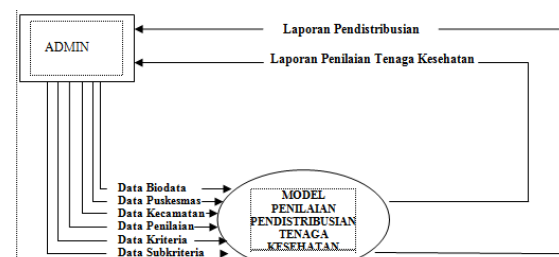 Laporan Pendistribusian
ADMIN
Laporan Penilaian Tenaga Kesehatan
Data Biodata
Data Puskesmas
Data Kecamatan
Data Penilaian
Data Kriteria
Data Subkriteria
MODEL
PENILAIAN
PENDISTRIBUSIAN
TENAGA
KESEHATAN